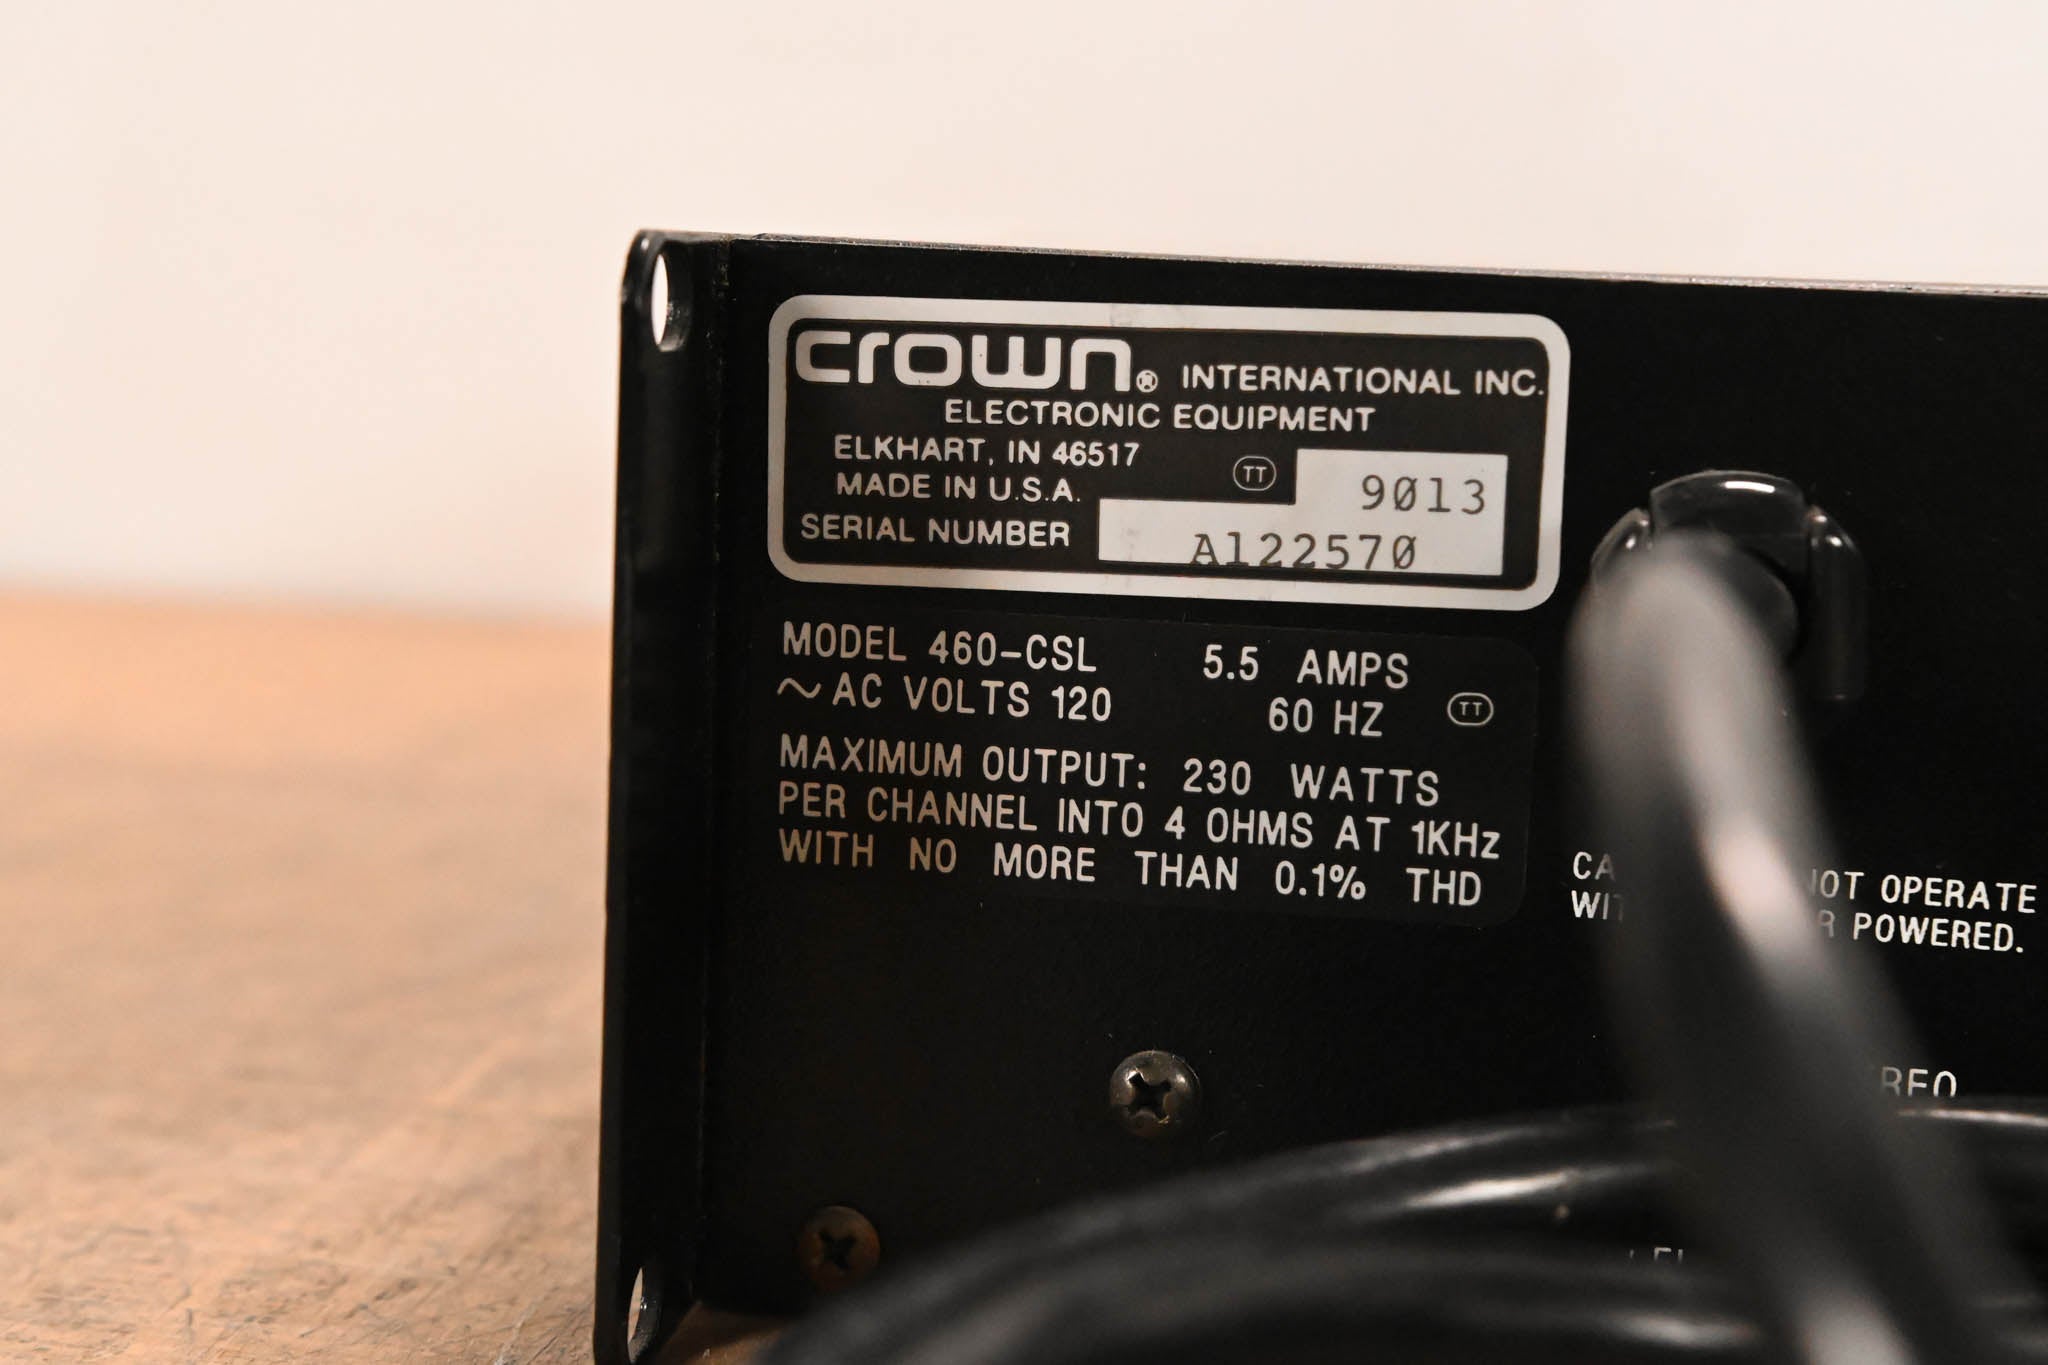 crown® INTERNATIONAL INC.
ELECTRONIC EQUIPMENT
ELKHART, IN 46517
MADE IN U.S.A. TT 9013
SERIAL NUMBER A122570
MODEL 460-CSL 5.5 AMPS
~ AC VOLTS 120 60 HZ TT
MAXIMUM OUTPUT: 230 WATTS
PER CHANNEL INTO 4 OHMS AT 1KHz
WITH NO MORE THAN 0.1% THD
OPERATE
POWERED.